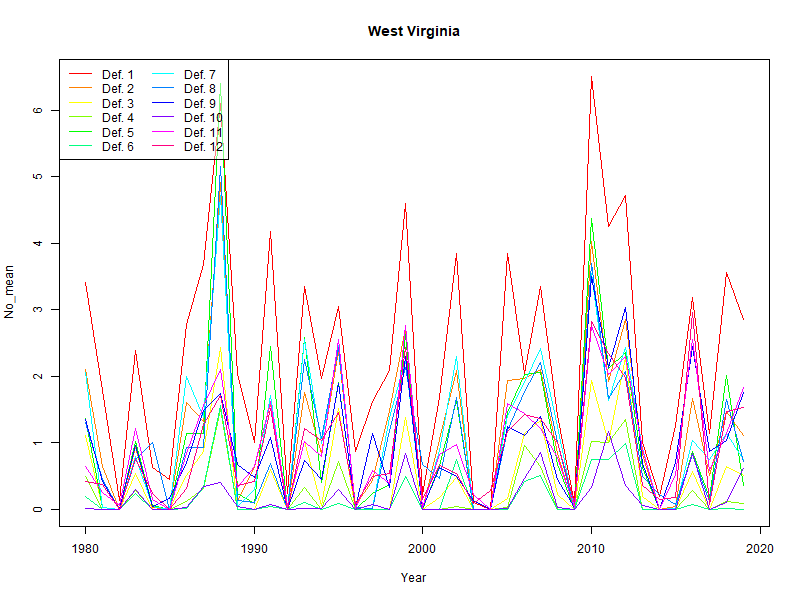 West Virginia
Def. 1
Def. 2
Def. 3
Def. 4
Def. 5
Def. 6
Def. 7
Def. 8
Def. 9
Def. 10
Def. 11
Def. 12
No_mean
6
5
4
3
2
1
0
1980
1990
2000
2010
2020
Year